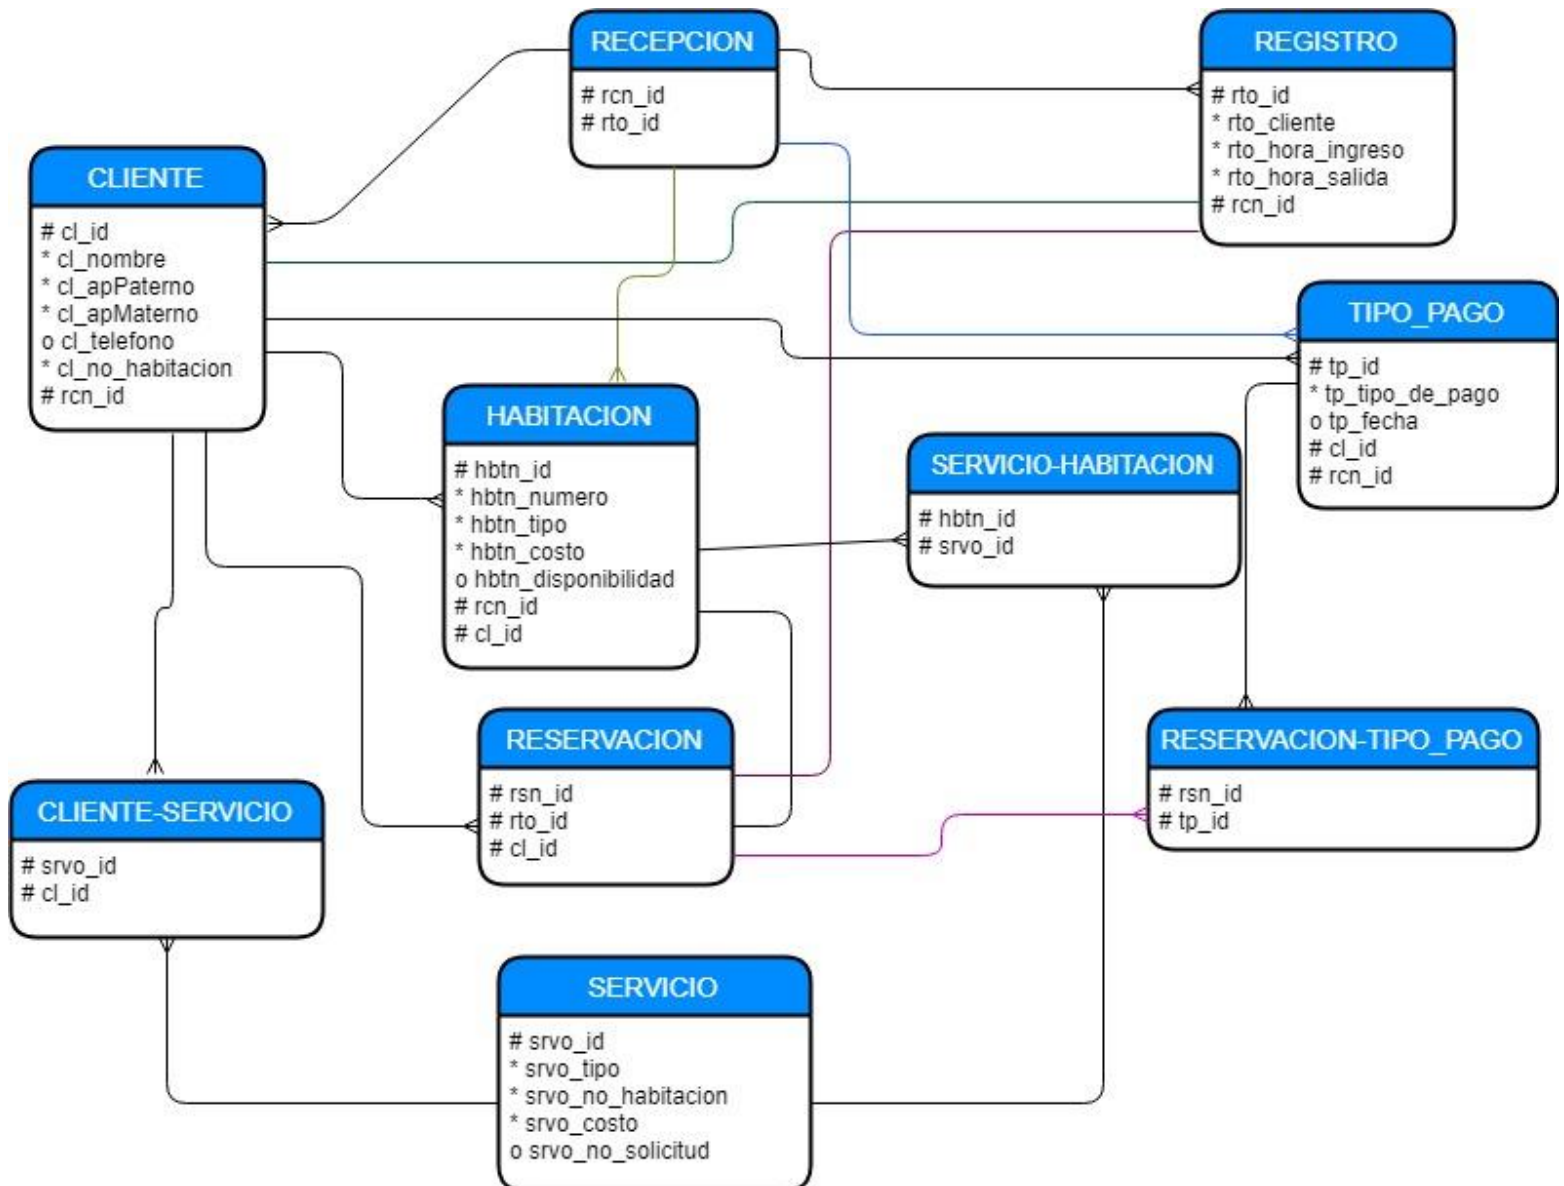 RECEPCION
# rcn_id
# rto_id
REGISTRO
# rto_id
* rto_cliente
* rto_hora_ingreso
* rto_hora_salida
# rcn_id
CLIENTE
# cl_id
* cl_nombre
* cl_apPaterno
* cl_apMaterno
o cl_telefono
* cl_no_habitacion
# rcn_id
TIPO_PAGO
# tp_id
* tp_tipo_de_pago
o tp_fecha
# cl_id
# rcn_id
HABITACION
# hbtn_id
* hbtn_numero
* hbtn_tipo
* hbtn_costo
o hbtn_disponibilidad
# rcn_id
# cl_id
SERVICIO-HABITACION
# hbtn_id
# srvo_id
RESERVACION
# rsn_id
# rto_id
# cl_id
RESERVACION-TIPO_PAGO
# rsn_id
# tp_id
CLIENTE-SERVICIO
# srvo_id
# cl_id
SERVICIO
# srvo_id
* srvo_tipo
* srvo_no_habitacion
* srvo_costo
o srvo_no_solicitud